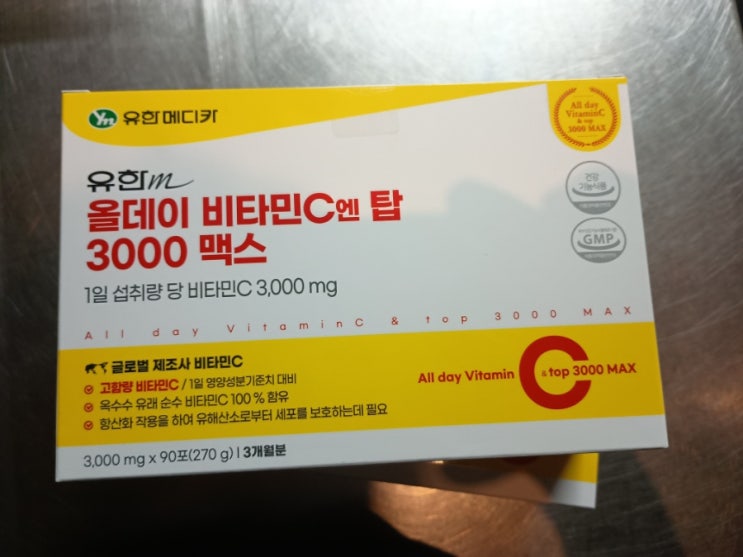 유한메디카
All day
VitaminC
& top
3000 MAX
유한m
올데이 비타민C엔 탑
3000 맥스
1일 섭취량 당 비타민C 3,000 mg
건강
기능식품
GMP
All day VitaminC & top 3000 MAX
글로벌 제조사 비타민C
고함량 비타민C / 1일 영양성분기준치 대비
옥수수 유래 순수 비타민C 100 % 함유
항산화 작용을 하여 유해산소로부터 세포를 보호하는데 필요
All day Vitamin C & top 3000 MAX
3,000 mg x 90포(270 g) | 3개월분